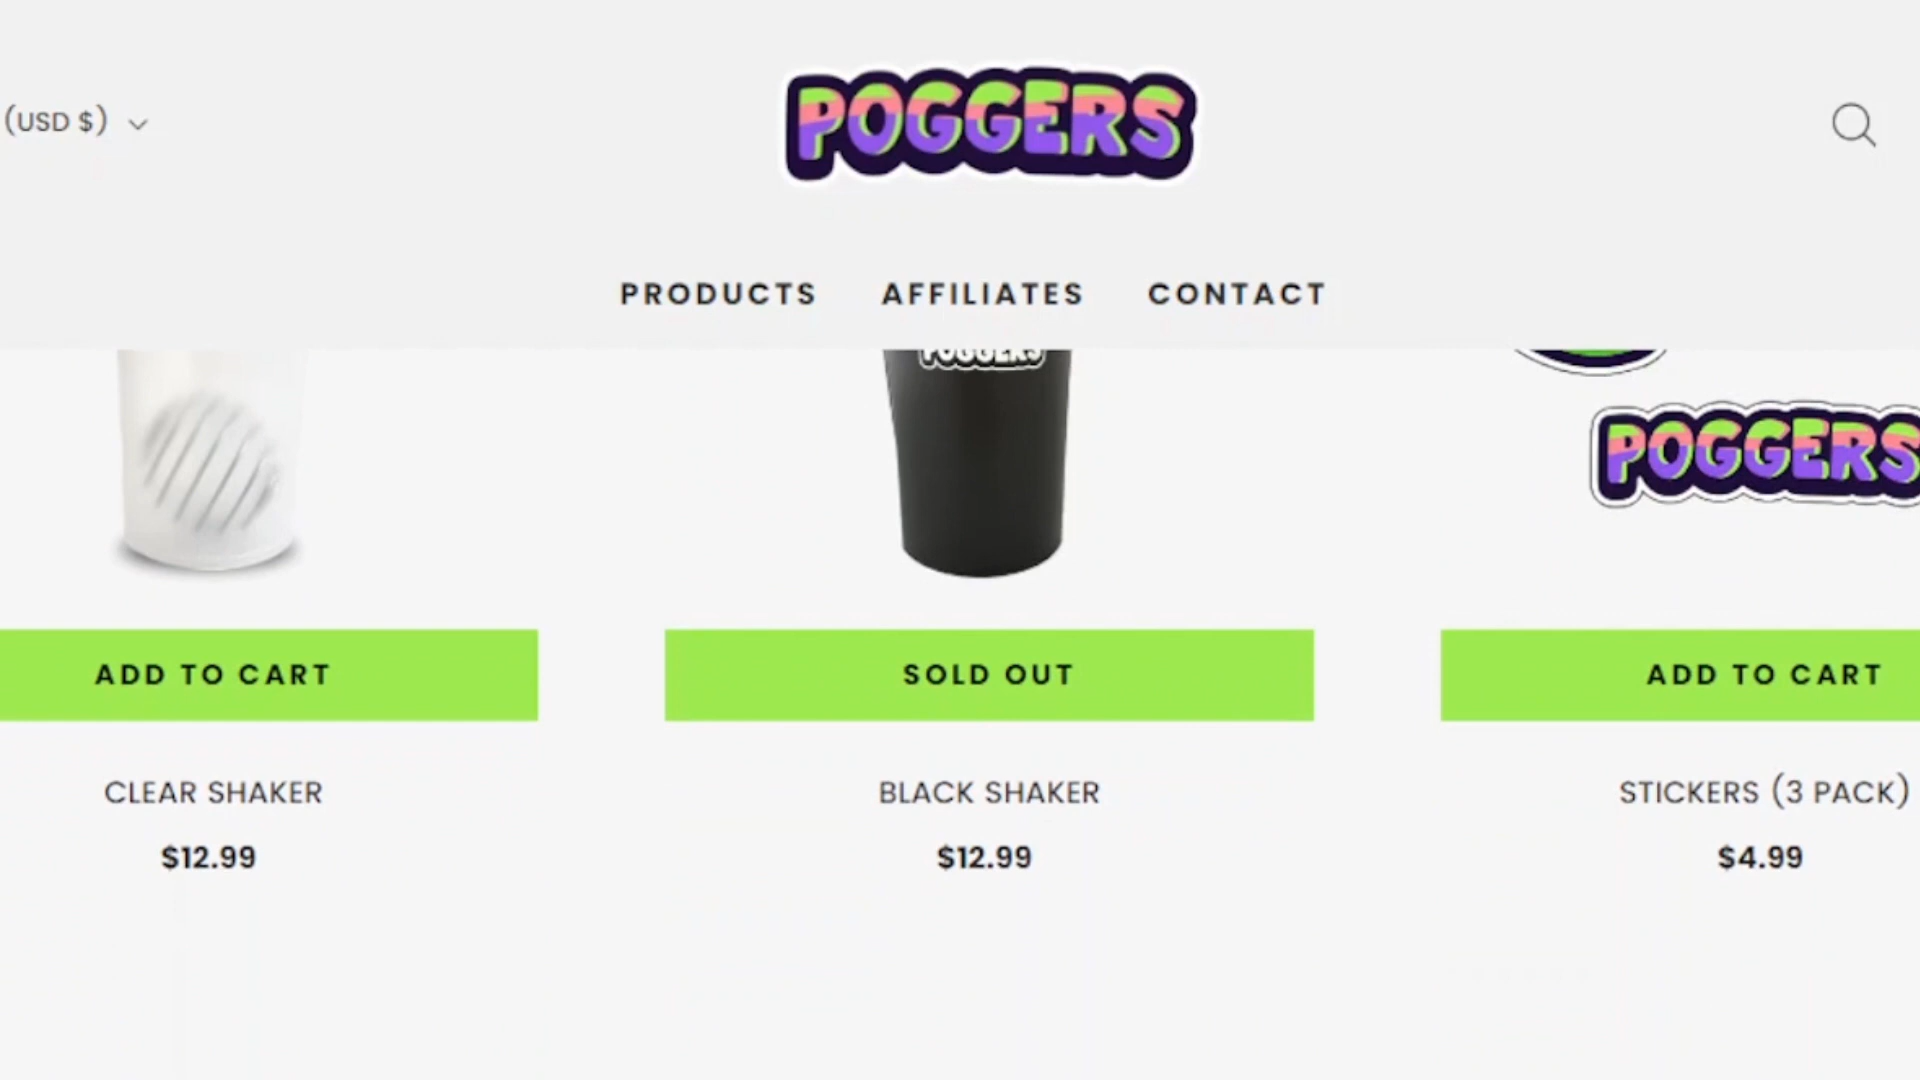 (USD $)
POGGERS
PRODUCTS AFFILIATES CONTACT
POGGERS
POGGERS
ADD TO CART
SOLD OUT
ADD TO CART
CLEAR SHAKER
BLACK SHAKER
STICKERS (3 PACK)
$12.99
$12.99
$4.99